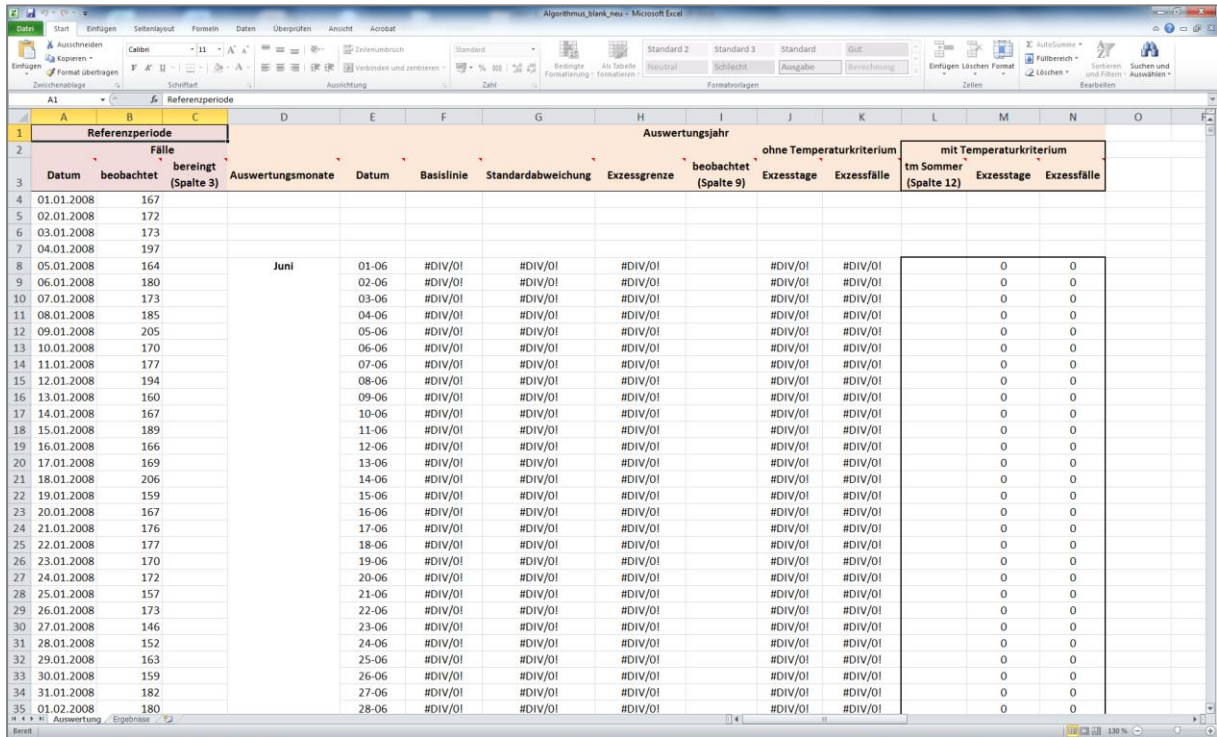 Algorithmus_blank_neu - Microsoft Excel
Datei Start Einfügen Seitenlayout Formeln Daten Überprüfen Ansicht Acrobat
Ausschneiden Calibri 11 Zeilenumbruch Standard Standard 2 Standard 3 Standard Gut AutoSumme
Kopieren Füllbereich
Einfügen Format übertragen F K U Verbinden und zentrieren % 000 Bedingte Formatierung Als Tabelle formatieren Neutral Schlecht Ausgabe Berechnung Einfügen Löschen Format Löschen Sortieren und Filtern Suchen und Auswählen
Zwischenablage Schriftart Ausrichtung Zahl Formatvorlagen Zellen Bearbeiten
A1 fx Referenzperiode
A B C D E F G H I J K L M N O
1 Referenzperiode Auswertungsjahr
2 Fälle ohne Temperaturkriterium mit Temperaturkriterium
3 Datum beobachtet bereingt (Spalte 3) Auswertungsmonate Datum Basislinie Standardabweichung Exzessgrenze beobachtet (Spalte 9) Exzesstage Exzessfälle tm Sommer (Spalte 12) Exzesstage Exzessfälle
4 01.01.2008 167
5 02.01.2008 172
6 03.01.2008 173
7 04.01.2008 197
8 05.01.2008 164 Juni 01-06 #DIV/0! #DIV/0! #DIV/0! #DIV/0! #DIV/0! 0 0
9 06.01.2008 180 02-06 #DIV/0! #DIV/0! #DIV/0! #DIV/0! #DIV/0! 0 0
10 07.01.2008 173 03-06 #DIV/0! #DIV/0! #DIV/0! #DIV/0! #DIV/0! 0 0
11 08.01.2008 185 04-06 #DIV/0! #DIV/0! #DIV/0! #DIV/0! #DIV/0! 0 0
12 09.01.2008 205 05-06 #DIV/0! #DIV/0! #DIV/0! #DIV/0! #DIV/0! 0 0
13 10.01.2008 170 06-06 #DIV/0! #DIV/0! #DIV/0! #DIV/0! #DIV/0! 0 0
14 11.01.2008 177 07-06 #DIV/0! #DIV/0! #DIV/0! #DIV/0! #DIV/0! 0 0
15 12.01.2008 194 08-06 #DIV/0! #DIV/0! #DIV/0! #DIV/0! #DIV/0! 0 0
16 13.01.2008 160 09-06 #DIV/0! #DIV/0! #DIV/0! #DIV/0! #DIV/0! 0 0
17 14.01.2008 167 10-06 #DIV/0! #DIV/0! #DIV/0! #DIV/0! #DIV/0! 0 0
18 15.01.2008 189 11-06 #DIV/0! #DIV/0! #DIV/0! #DIV/0! #DIV/0! 0 0
19 16.01.2008 166 12-06 #DIV/0! #DIV/0! #DIV/0! #DIV/0! #DIV/0! 0 0
20 17.01.2008 169 13-06 #DIV/0! #DIV/0! #DIV/0! #DIV/0! #DIV/0! 0 0
21 18.01.2008 206 14-06 #DIV/0! #DIV/0! #DIV/0! #DIV/0! #DIV/0! 0 0
22 19.01.2008 159 15-06 #DIV/0! #DIV/0! #DIV/0! #DIV/0! #DIV/0! 0 0
23 20.01.2008 167 16-06 #DIV/0! #DIV/0! #DIV/0! #DIV/0! #DIV/0! 0 0
24 21.01.2008 176 17-06 #DIV/0! #DIV/0! #DIV/0! #DIV/0! #DIV/0! 0 0
25 22.01.2008 177 18-06 #DIV/0! #DIV/0! #DIV/0! #DIV/0! #DIV/0! 0 0
26 23.01.2008 170 19-06 #DIV/0! #DIV/0! #DIV/0! #DIV/0! #DIV/0! 0 0
27 24.01.2008 172 20-06 #DIV/0! #DIV/0! #DIV/0! #DIV/0! #DIV/0! 0 0
28 25.01.2008 157 21-06 #DIV/0! #DIV/0! #DIV/0! #DIV/0! #DIV/0! 0 0
29 26.01.2008 173 22-06 #DIV/0! #DIV/0! #DIV/0! #DIV/0! #DIV/0! 0 0
30 27.01.2008 146 23-06 #DIV/0! #DIV/0! #DIV/0! #DIV/0! #DIV/0! 0 0
31 28.01.2008 152 24-06 #DIV/0! #DIV/0! #DIV/0! #DIV/0! #DIV/0! 0 0
32 29.01.2008 163 25-06 #DIV/0! #DIV/0! #DIV/0! #DIV/0! #DIV/0! 0 0
33 30.01.2008 159 26-06 #DIV/0! #DIV/0! #DIV/0! #DIV/0! #DIV/0! 0 0
34 31.01.2008 182 27-06 #DIV/0! #DIV/0! #DIV/0! #DIV/0! #DIV/0! 0 0
35 01.02.2008 180 28-06 #DIV/0! #DIV/0! #DIV/0! #DIV/0! #DIV/0! 0 0
Auswertung Ergebnisse
Bereit 130 %